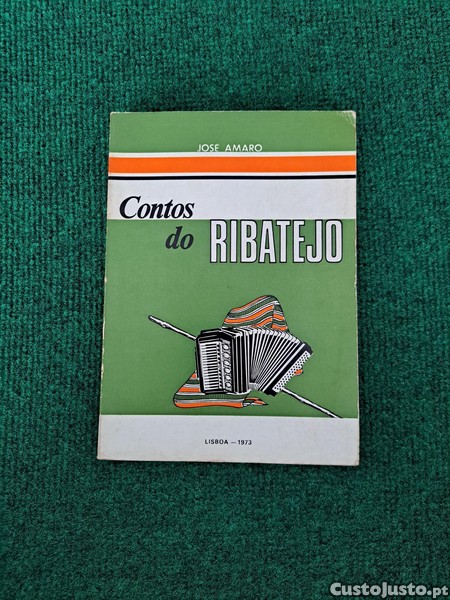 JOSE AMARO
Contos
do RIBATEJO
LISBOA — 1973
CustoJusto.pt